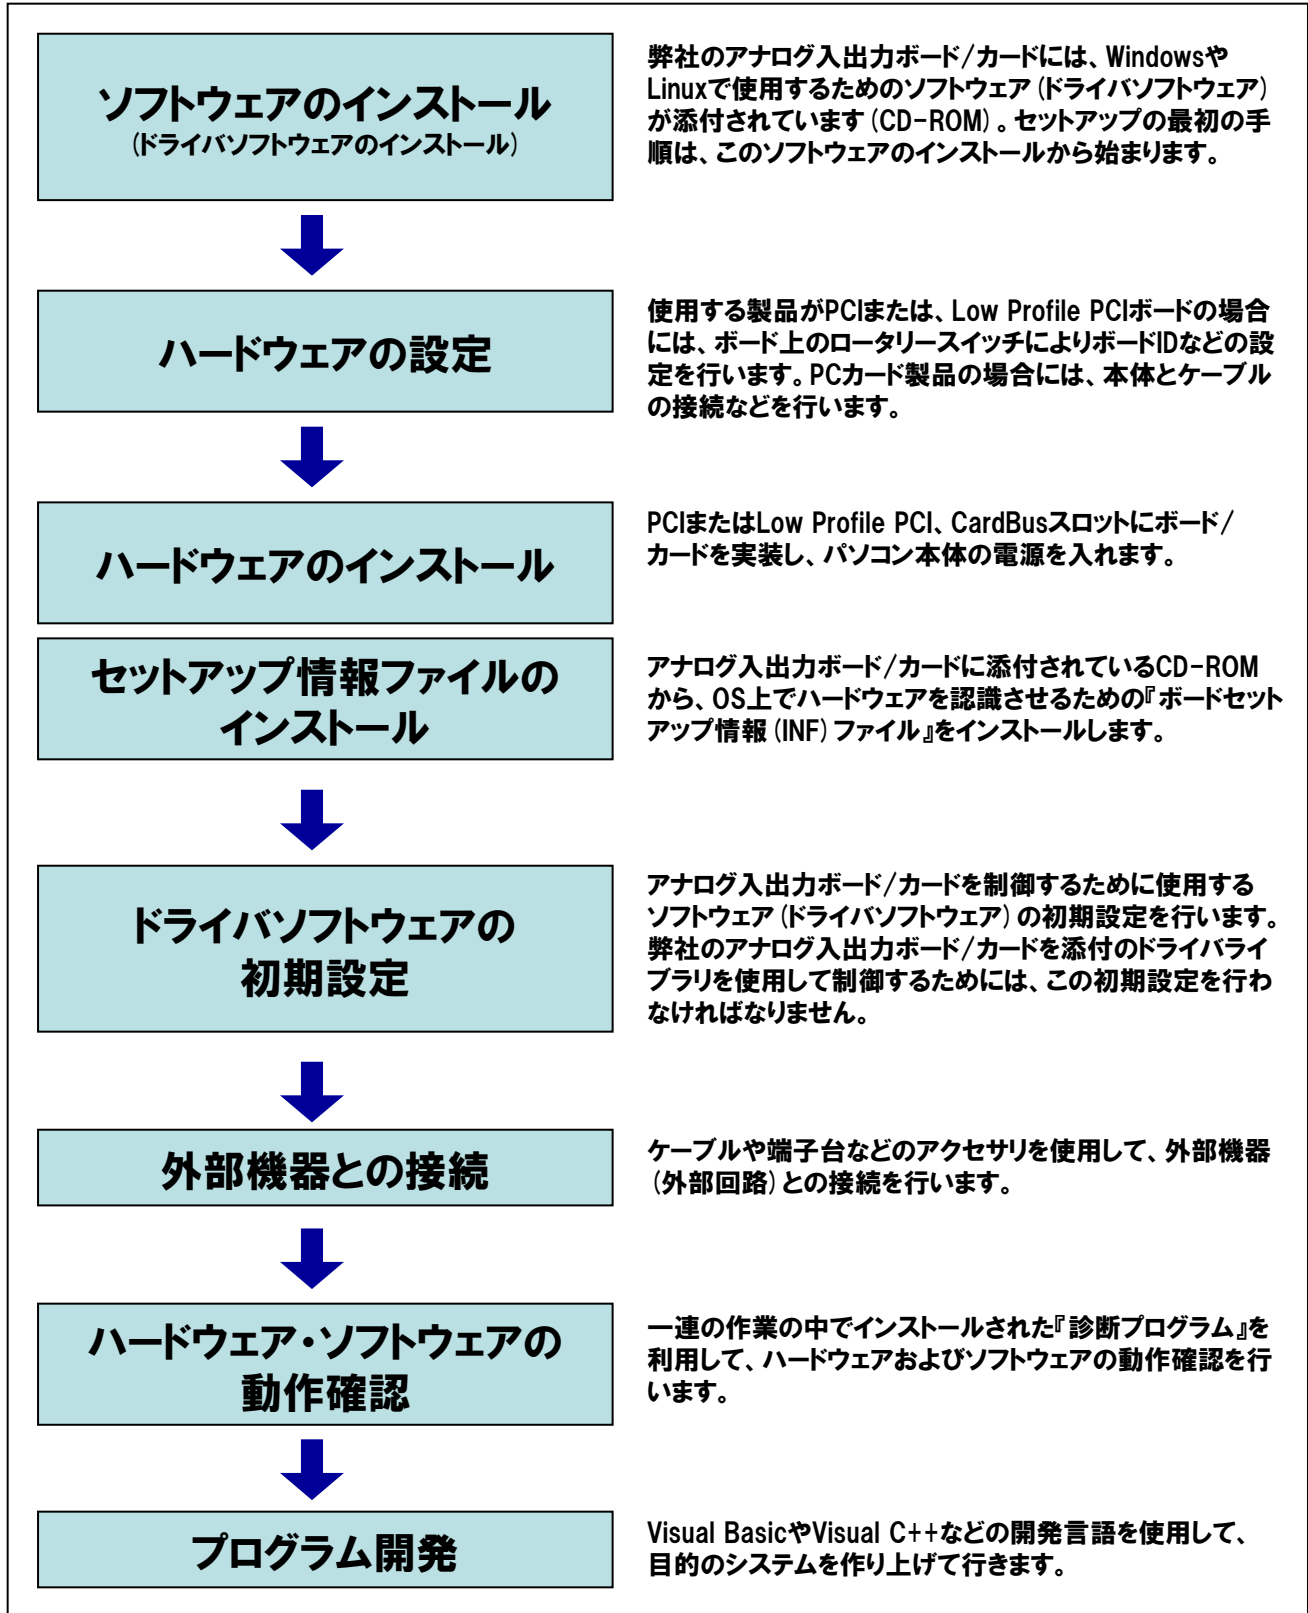 ソフトウェアのインストール
(ドライバソフトウェアのインストール)
弊社のアナログ入出力ボード/カードには、Windowsや
Linuxで使用するためのソフトウェア(ドライバソフトウェア)
が添付されています(CD-ROM)。セットアップの最初の手
順は、このソフトウェアのインストールから始まります。
ハードウェアの設定
使用する製品がPCIまたは、Low Profile PCIボードの場合
には、ボード上のロータリースイッチによりボードIDなどの設
定を行います。PCカード製品の場合には、本体とケーブル
の接続などを行います。
ハードウェアのインストール
PCIまたはLow Profile PCI、CardBusスロットにボード/
カードを実装し、パソコン本体の電源を入れます。
セットアップ情報ファイルの
インストール
アナログ入出力ボード/カードに添付されているCD-ROM
から、OS上でハードウェアを認識させるための『ボードセット
アップ情報(INF)ファイル』をインストールします。
ドライバソフトウェアの
初期設定
アナログ入出力ボード/カードを制御するために使用する
ソフトウェア(ドライバソフトウェア)の初期設定を行います。
弊社のアナログ入出力ボード/カードを添付のドライバライ
ブラリを使用して制御するためには、この初期設定を行わ
なければなりません。
外部機器との接続
ケーブルや端子台などのアクセサリを使用して、外部機器
(外部回路)との接続を行います。
ハードウェア・ソフトウェアの
動作確認
一連の作業の中でインストールされた『診断プログラム』を
利用して、ハードウェアおよびソフトウェアの動作確認を行
います。
プログラム開発
Visual BasicやVisual C++などの開発言語を使用して、
目的のシステムを作り上げて行きます。